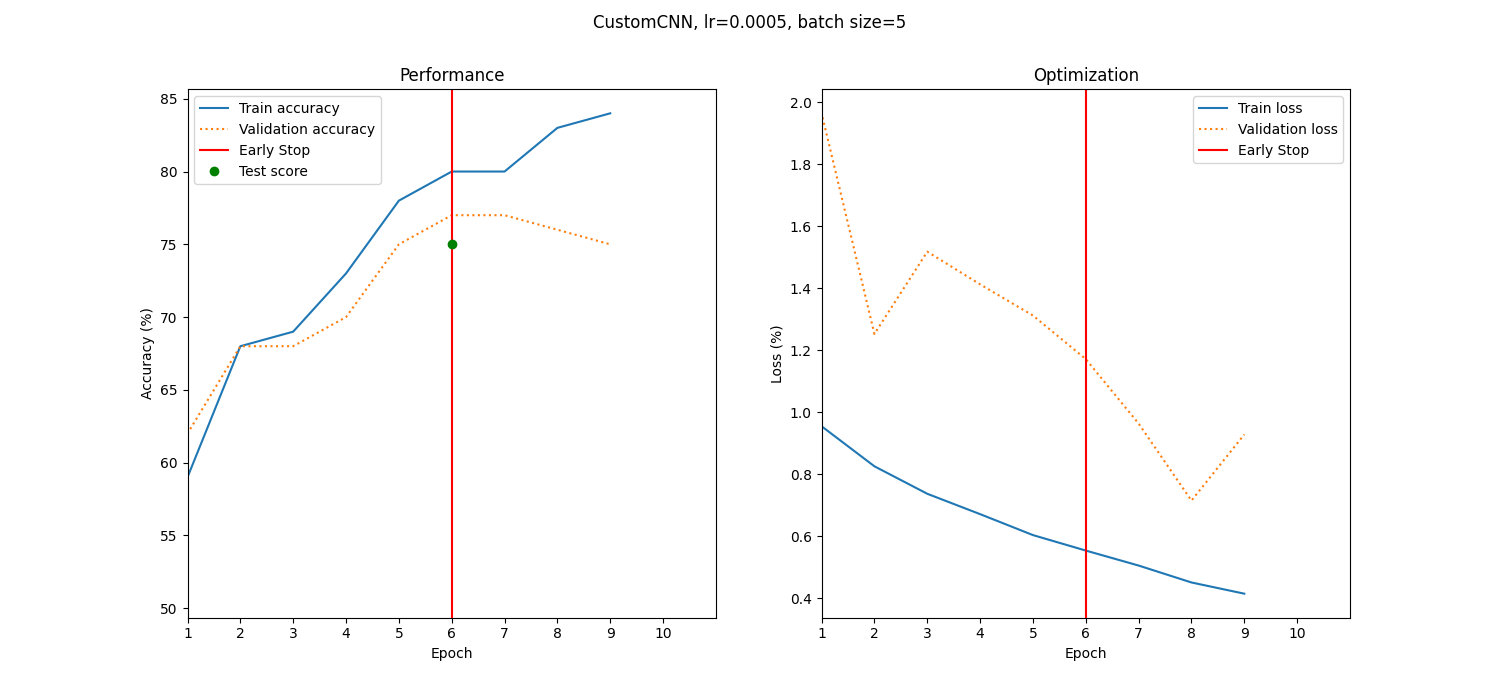 CustomCNN, lr=0.0005, batch size=5
Performance
Train accuracy
Validation accuracy
Early Stop
Test score
Accuracy (%)
85
80
75
70
65
60
55
50
1 2 3 4 5 6 7 8 9 10
Epoch
Optimization
Train loss
Validation loss
Early Stop
Loss (%)
2.0
1.8
1.6
1.4
1.2
1.0
0.8
0.6
0.4
1 2 3 4 5 6 7 8 9 10
Epoch